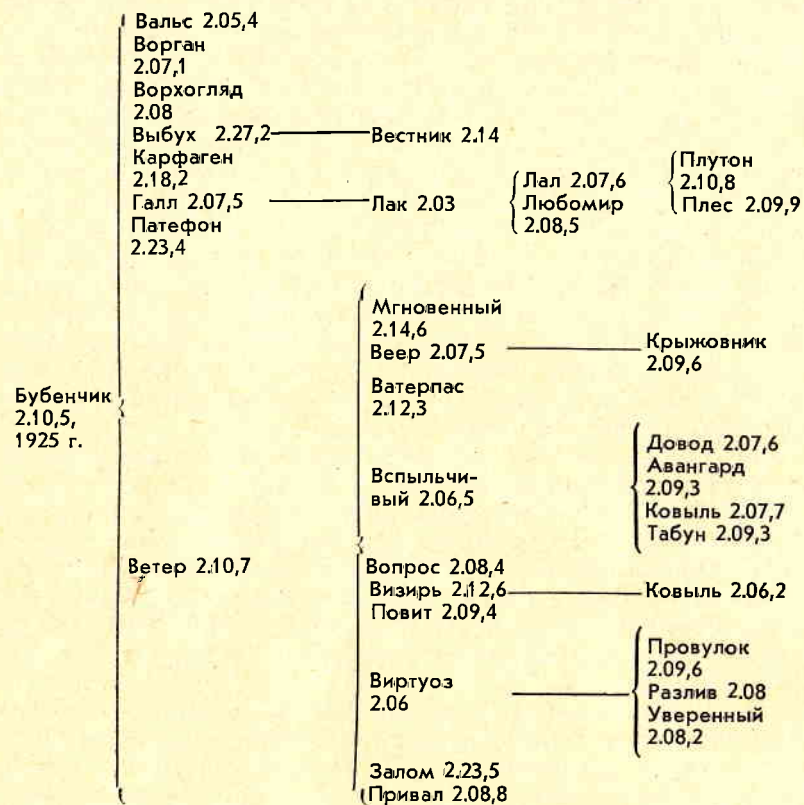 Вальс 2.05,4
Ворган
2.07,1
Ворхогляд
2.08
Выбух 2.27,2
Вестник 2.14
Карфаген
2.18,2
Галл 2.07,5
Лак 2.03
Лал 2.07,6
Любомир
2.08,5
Плутон
2.10,8
Плес 2.09,9
Патефон
2.23,4
Бубенчик
2.10,5,
1925 г.
Ветер 2.10,7
Мгновенный
2.14,6
Веер 2.07,5
Крыжовник
2.09,6
Ватерпас
2.12,3
Вспыльчи-
вый 2.06,5
Довод 2.07,6
Авангард
2.09,3
Ковыль 2.07,7
Табун 2.09,3
Вопрос 2.08,4
Визирь 2.12,6
Ковыль 2.06,2
Повит 2.09,4
Виртуоз
2.06
Провулок
2.09,6
Разлив 2.08
Уверенный
2.08,2
Залом 2.23,5
Привал 2.08,8